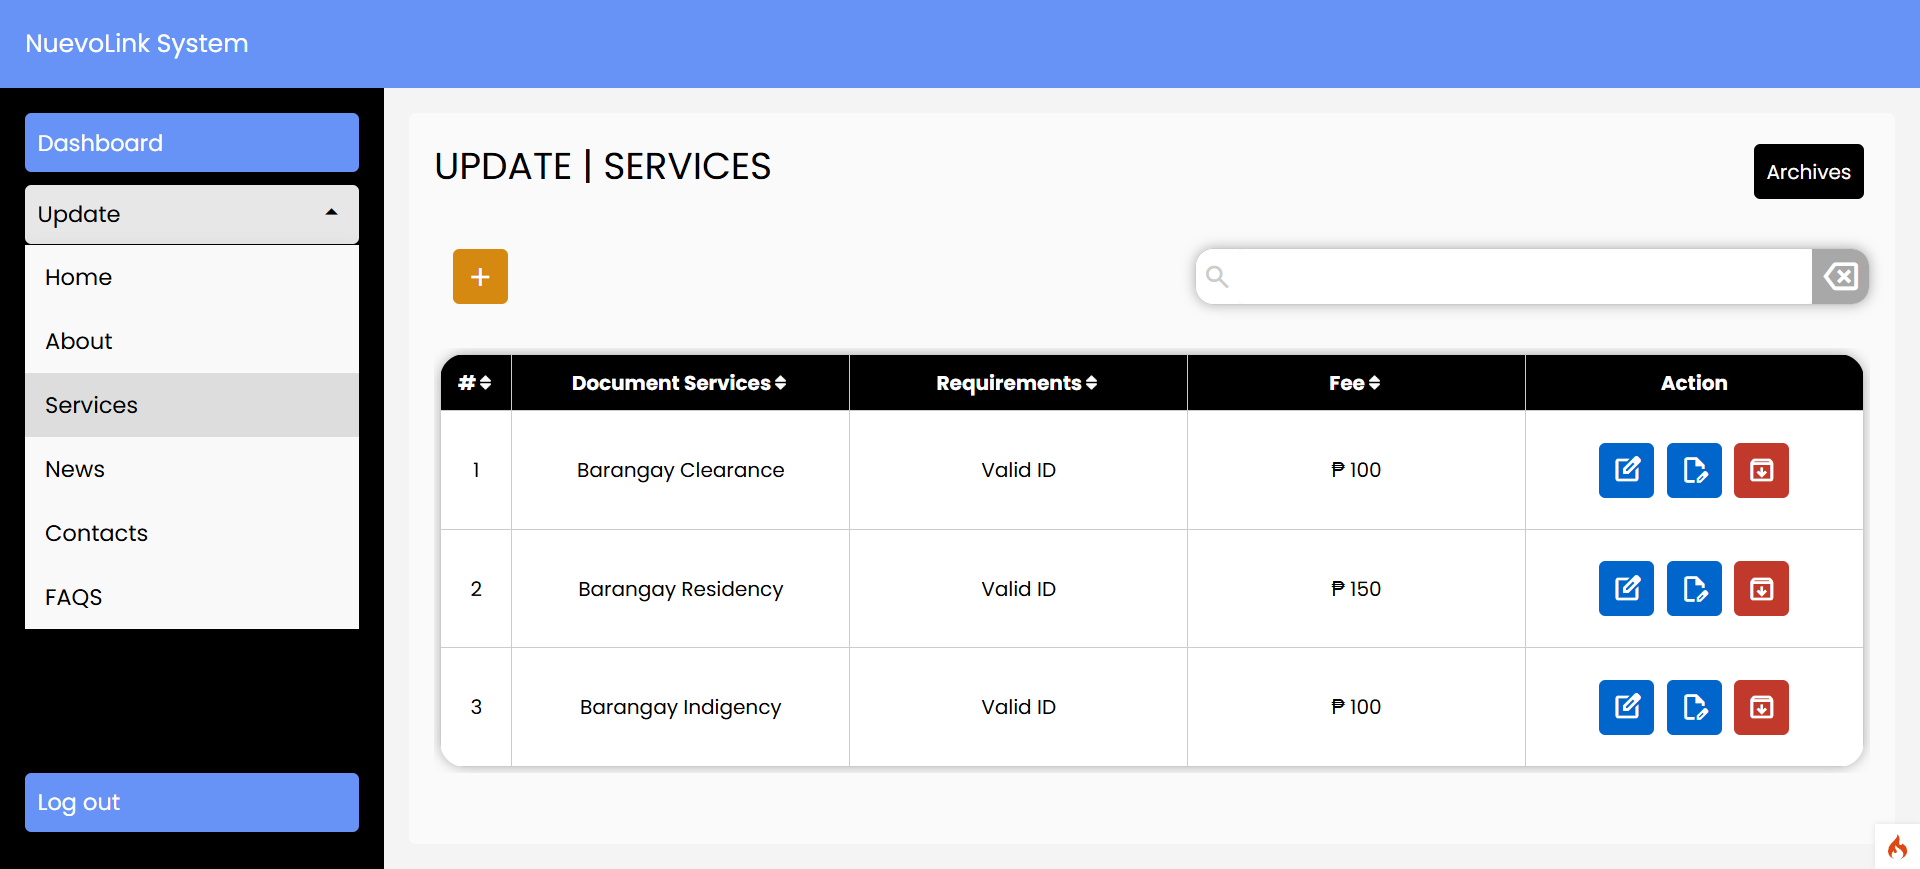 NuevoLink System
Dashboard
Update
Home
About
Services
News
Contacts
FAQS
Log out
UPDATE | SERVICES
Archives
+
# Document Services Requirements Fee Action
1 Barangay Clearance Valid ID ₱ 100
2 Barangay Residency Valid ID ₱ 150
3 Barangay Indigency Valid ID ₱ 100